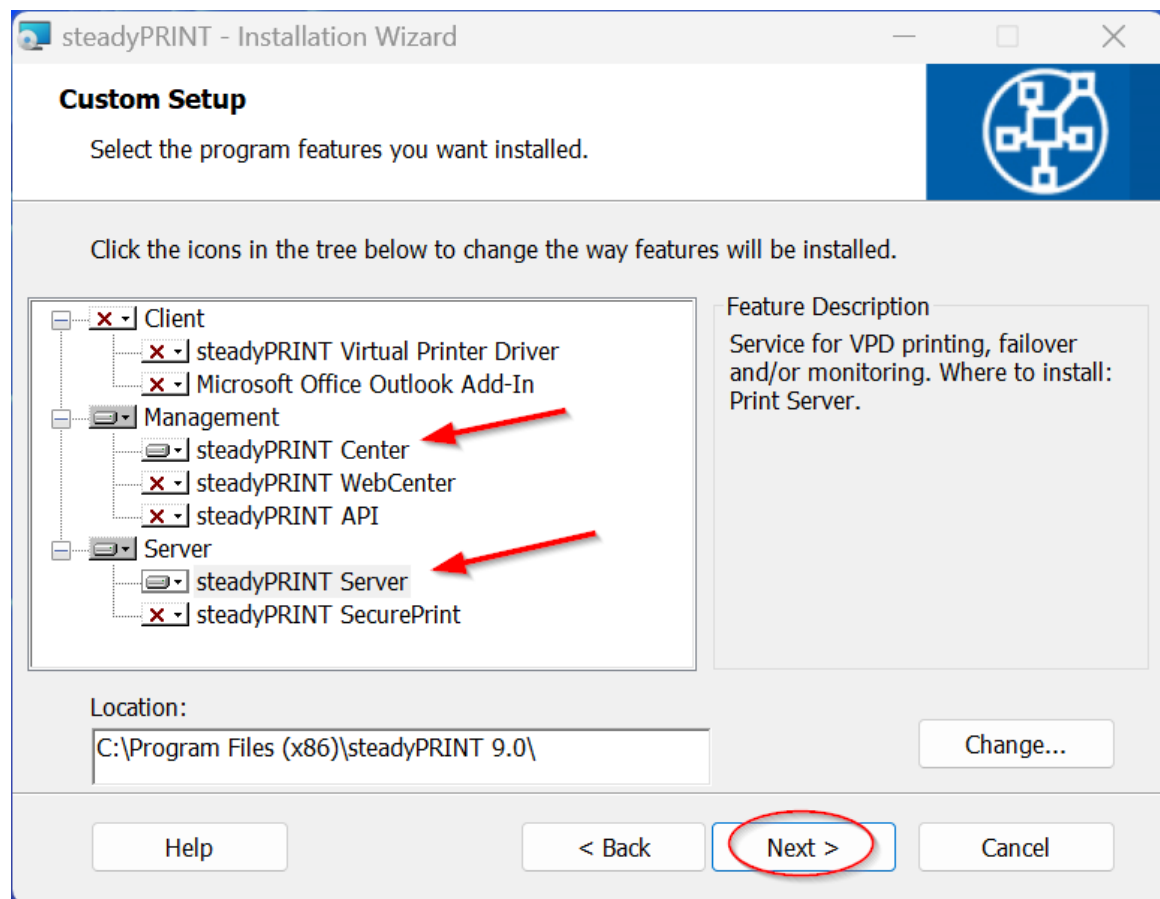 steadyPRINT - Installation Wizard
Custom Setup
Select the program features you want installed.
Click the icons in the tree below to change the way features will be installed.
Client
steadyPRINT Virtual Printer Driver
Microsoft Office Outlook Add-In
Management
steadyPRINT Center
steadyPRINT WebCenter
steadyPRINT API
Server
steadyPRINT Server
steadyPRINT SecurePrint
Feature Description
Service for VPD printing, failover
and/or monitoring. Where to install:
Print Server.
Location:
C:\Program Files (x86)\steadyPRINT 9.0\
Change...
Help
< Back
Next >
Cancel